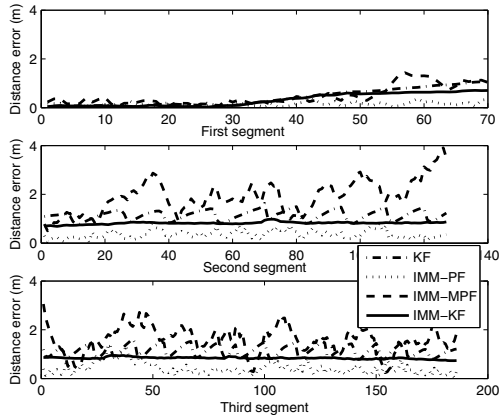 4
2
0
Distance error (m)
0 10 20 30 40 50 60 70
First segment
4
2
0
Distance error (m)
0 20 40 60 80 100 140
Second segment
KF
IMM-PF
IMM-MPF
IMM-KF
4
2
0
Distance error (m)
0 50 100 150 200
Third segment